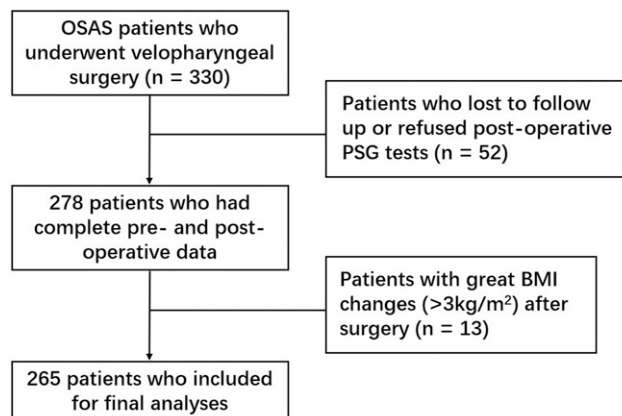 OSAS patients who
underwent velopharyngeal
surgery (n = 330)
Patients who lost to follow
up or refused post-operative
PSG tests (n = 52)
278 patients who had
complete pre- and post-
operative data
Patients with great BMI
changes (>3kg/m²) after
surgery (n = 13)
265 patients who included
for final analyses